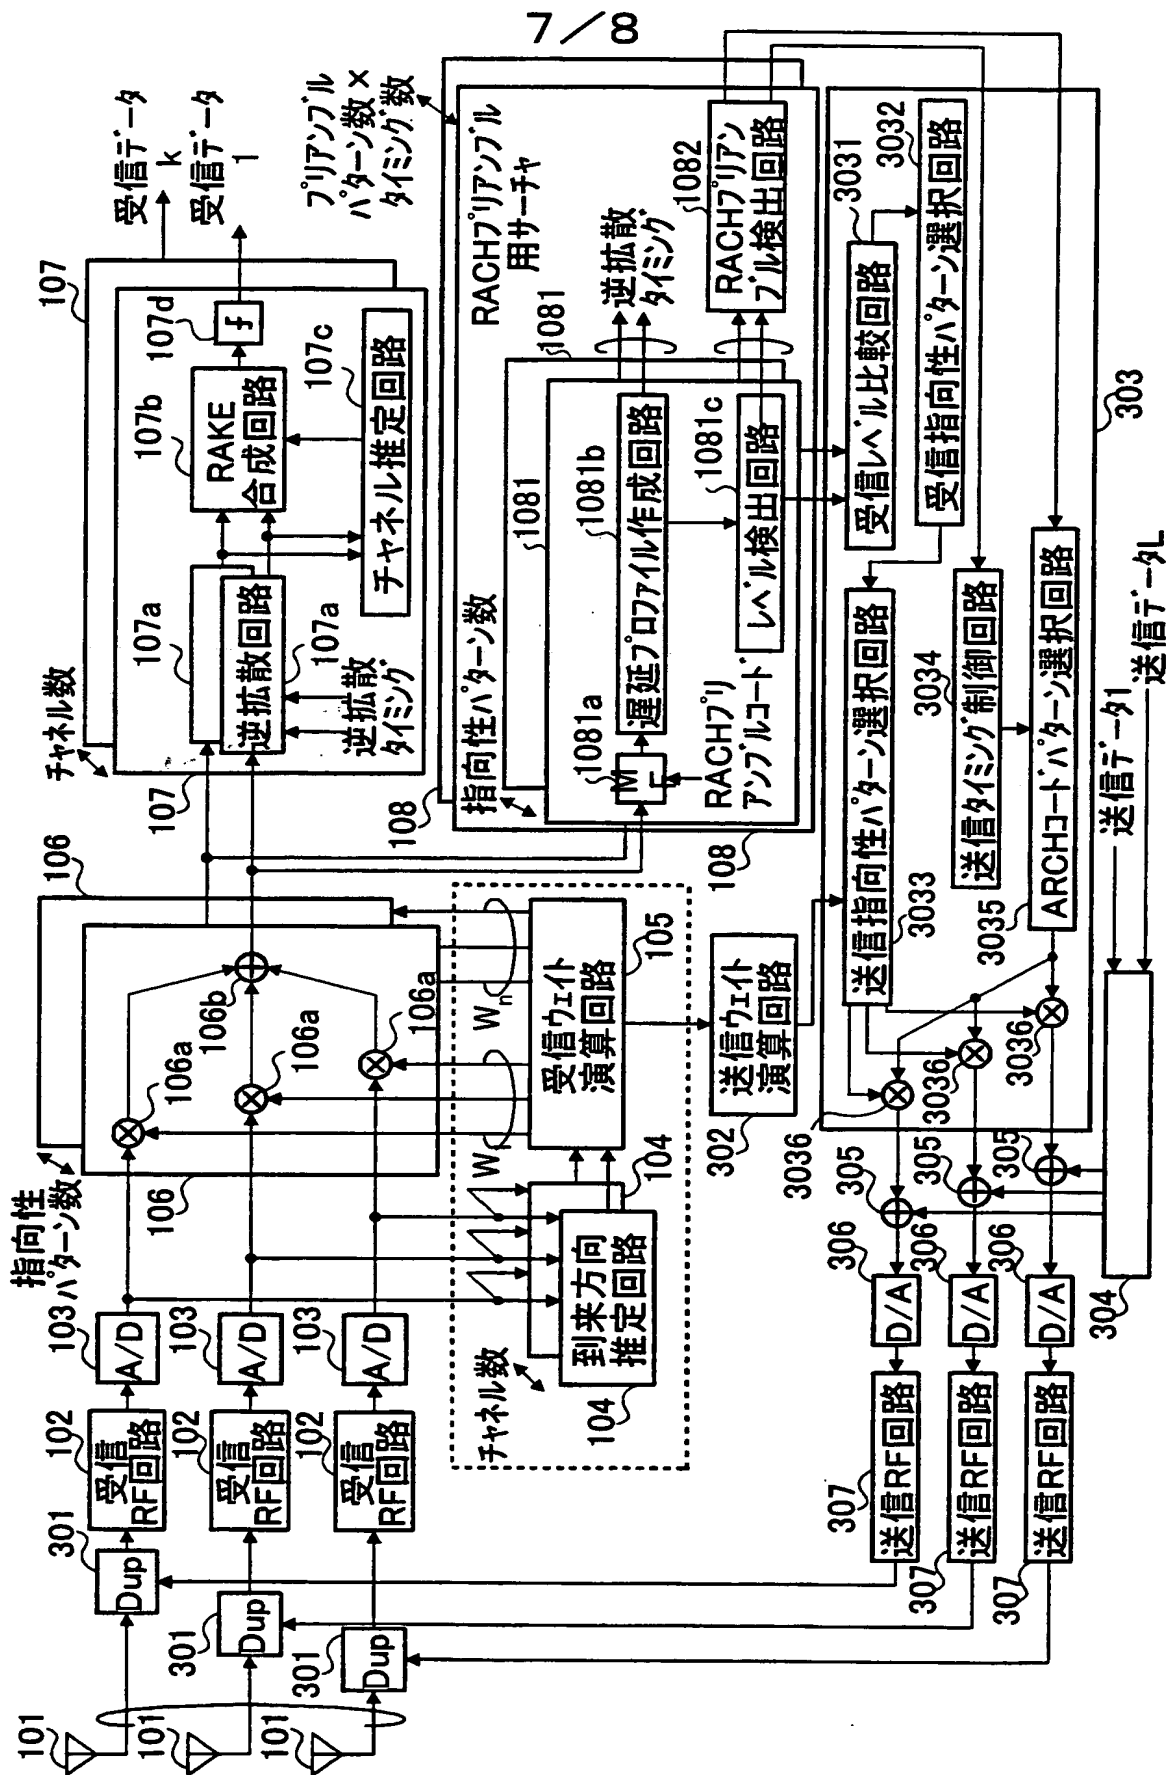 7／8
101
101
101
301
Dup
301
Dup
301
Dup
102
受信
RF回路
102
受信
RF回路
102
受信
RF回路
103
A/D
103
A/D
103
A/D
指向性
パターン数
106
106
106a
106a
106a
106b
W1
Wn
チャネル数
104
到来方向
推定回路
104
受信ウェイト
演算回路
105
チャネル数
107
107
107a
逆拡散回路
107a
逆拡散
タイミング
107b
RAKE
合成回路
107d
107c
チャネル推定回路
受信データ
k
受信データ
1
プリアンブル
パターン数×
タイミング数
108
108
RACHプリアンブル
用サーチャ
指向性パターン数
1081
1081
1081a
M
F
RACHプリ
アンブルコード
1081b
遅延プロファイル作成回路
1081c
レベル検出回路
逆拡散
タイミング
1082
RACHプリアン
ブル検出回路
302
送信ウェイト
演算回路
303
3031
受信レベル比較回路
3032
受信指向性パターン選択回路
送信指向性パターン選択回路
3033
送信タイミング制御回路
3034
ARCHコードパターン選択回路
3035
3036
3036
3036
305
305
305
306
D/A
306
D/A
306
D/A
307
送信RF回路
307
送信RF回路
307
送信RF回路
304
送信データ1
送信データL